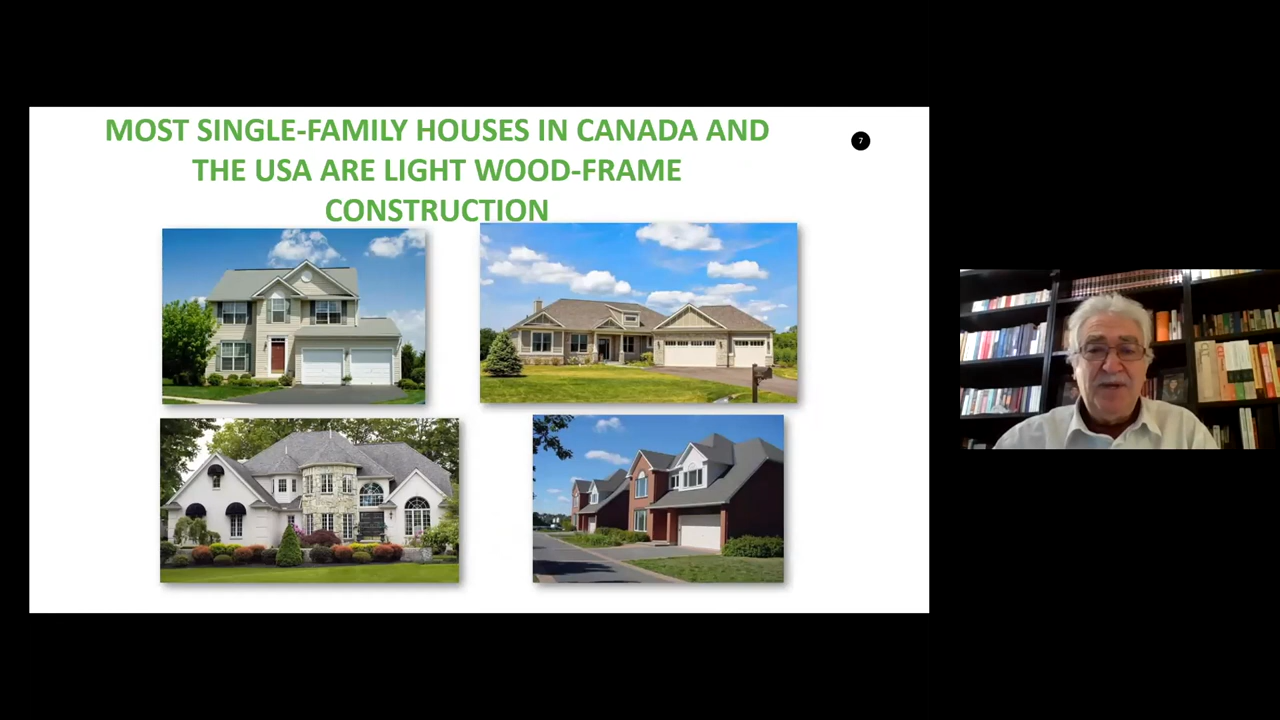 MOST SINGLE-FAMILY HOUSES IN CANADA AND
THE USA ARE LIGHT WOOD-FRAME
CONSTRUCTION
7